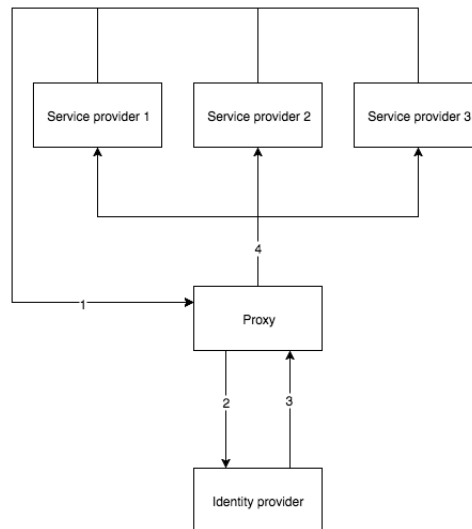 Service provider 1
Service provider 2
Service provider 3
4
1
Proxy
2
3
Identity provider